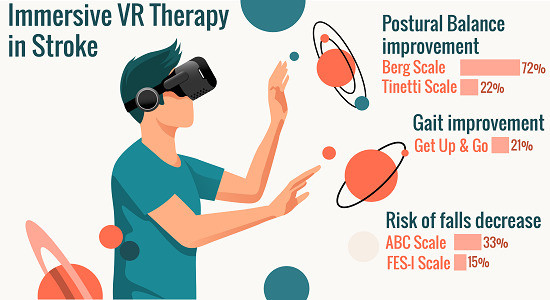 Immersive VR Therapy
in Stroke
Postural Balance
improvement
Berg Scale 72%
Tinetti Scale 22%
Gait improvement
Get Up & Go 21%
Risk of falls decrease
ABC Scale 33%
FES-I Scale 15%